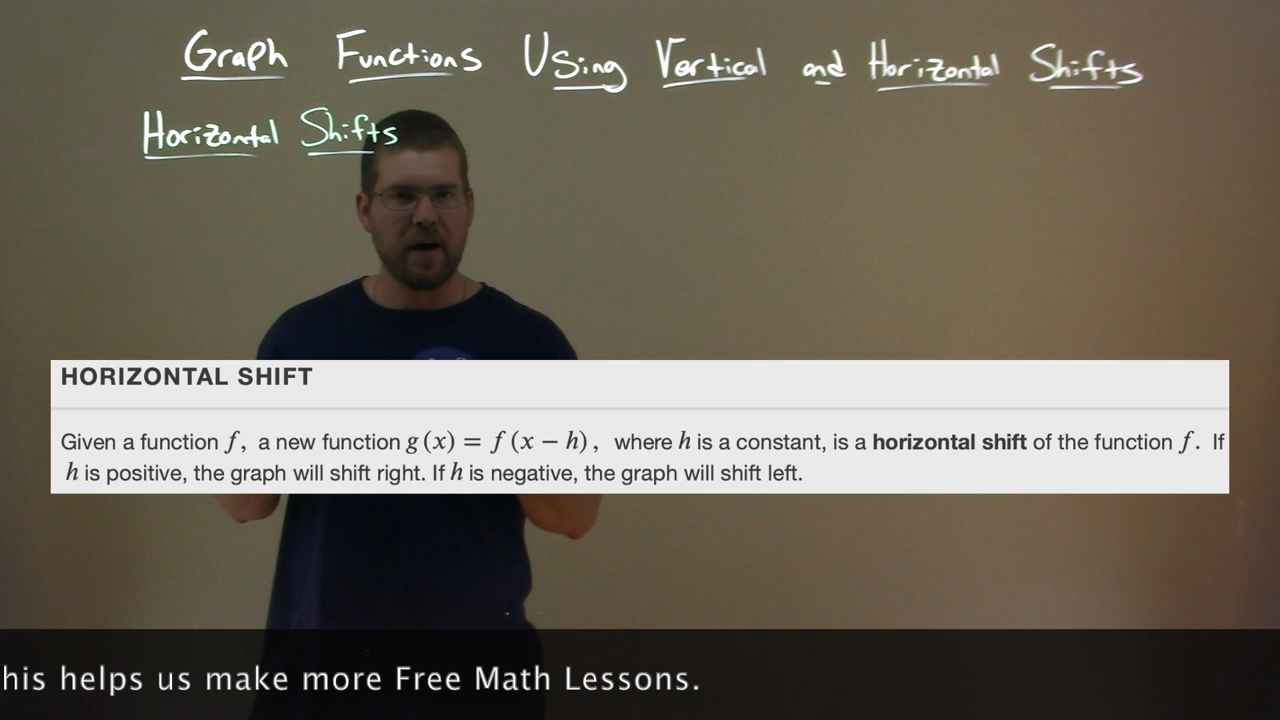 Graph Functions Using Vertical and Horizontal Shifts
Horizontal Shifts
HORIZONTAL SHIFT
Given a function f, a new function g(x) = f(x − h), where h is a constant, is a horizontal shift of the function f. If
h is positive, the graph will shift right. If h is negative, the graph will shift left.
his helps us make more Free Math Lessons.